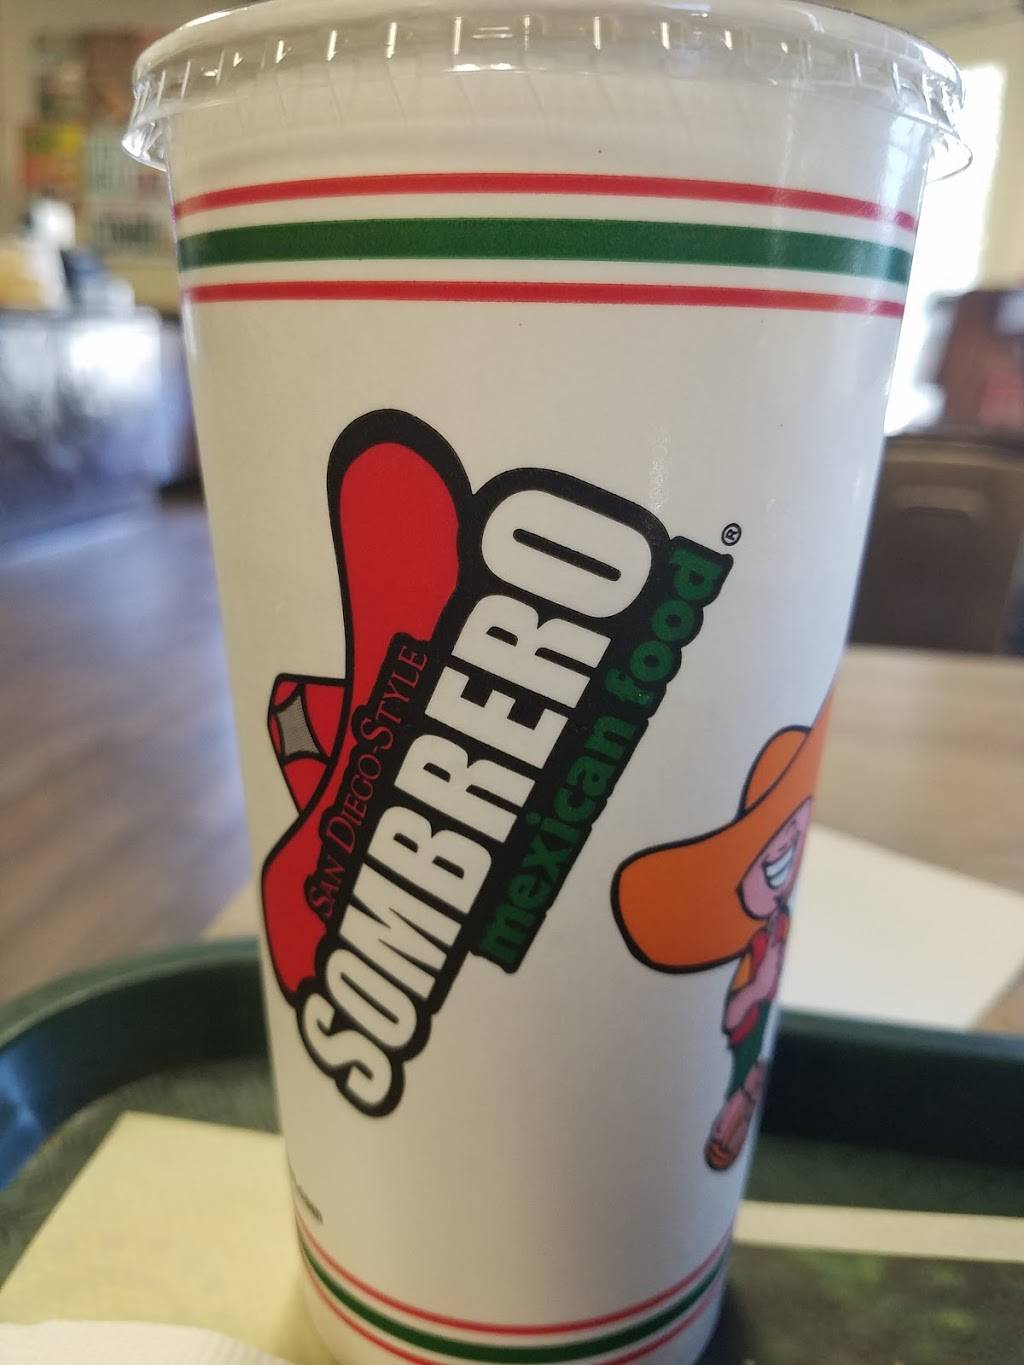 SAN DIEGO-STYLE
SOMBRERO®
mexican food